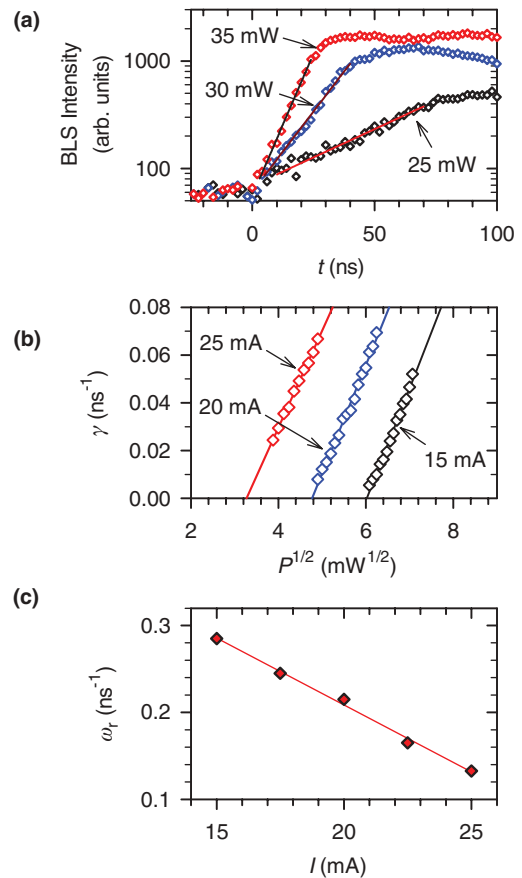 (a)
BLS Intensity
(arb. units)
1000
100
35 mW
30 mW
25 mW
0
50
100
t (ns)
(b)
γ (ns⁻¹)
0.08
0.06
0.04
0.02
0.00
25 mA
20 mA
15 mA
2
4
6
8
P^1/2 (mW^1/2)
(c)
ωᵣ (ns⁻¹)
0.3
0.2
0.1
15
20
25
I (mA)